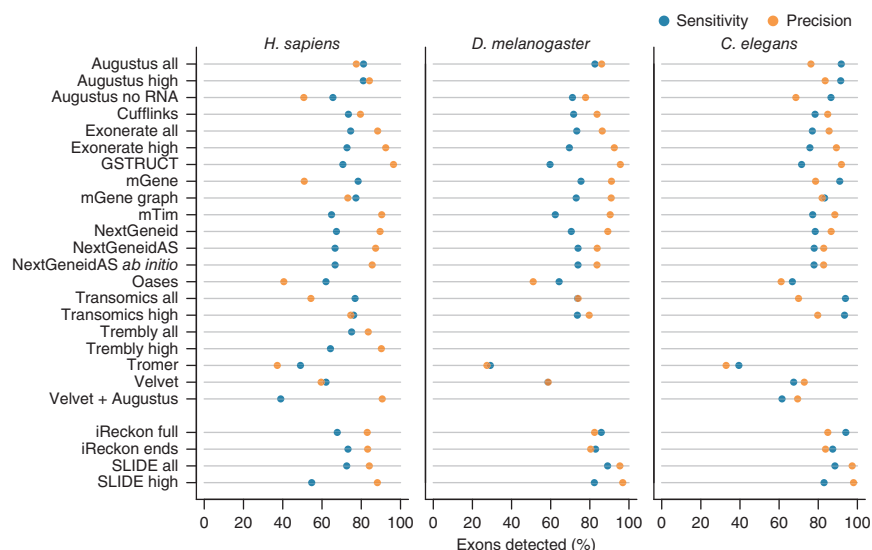 Sensitivity Precision
H. sapiens D. melanogaster C. elegans
Augustus all
Augustus high
Augustus no RNA
Cufflinks
Exonerate all
Exonerate high
GSTRUCT
mGene
mGene graph
mTim
NextGeneid
NextGeneidAS
NextGeneidAS ab initio
Oases
Transomics all
Transomics high
Trembly all
Trembly high
Tromer
Velvet
Velvet + Augustus
iReckon full
iReckon ends
SLIDE all
SLIDE high
0 20 40 60 80 100 0 20 40 60 80 100 0 20 40 60 80 100
Exons detected (%)